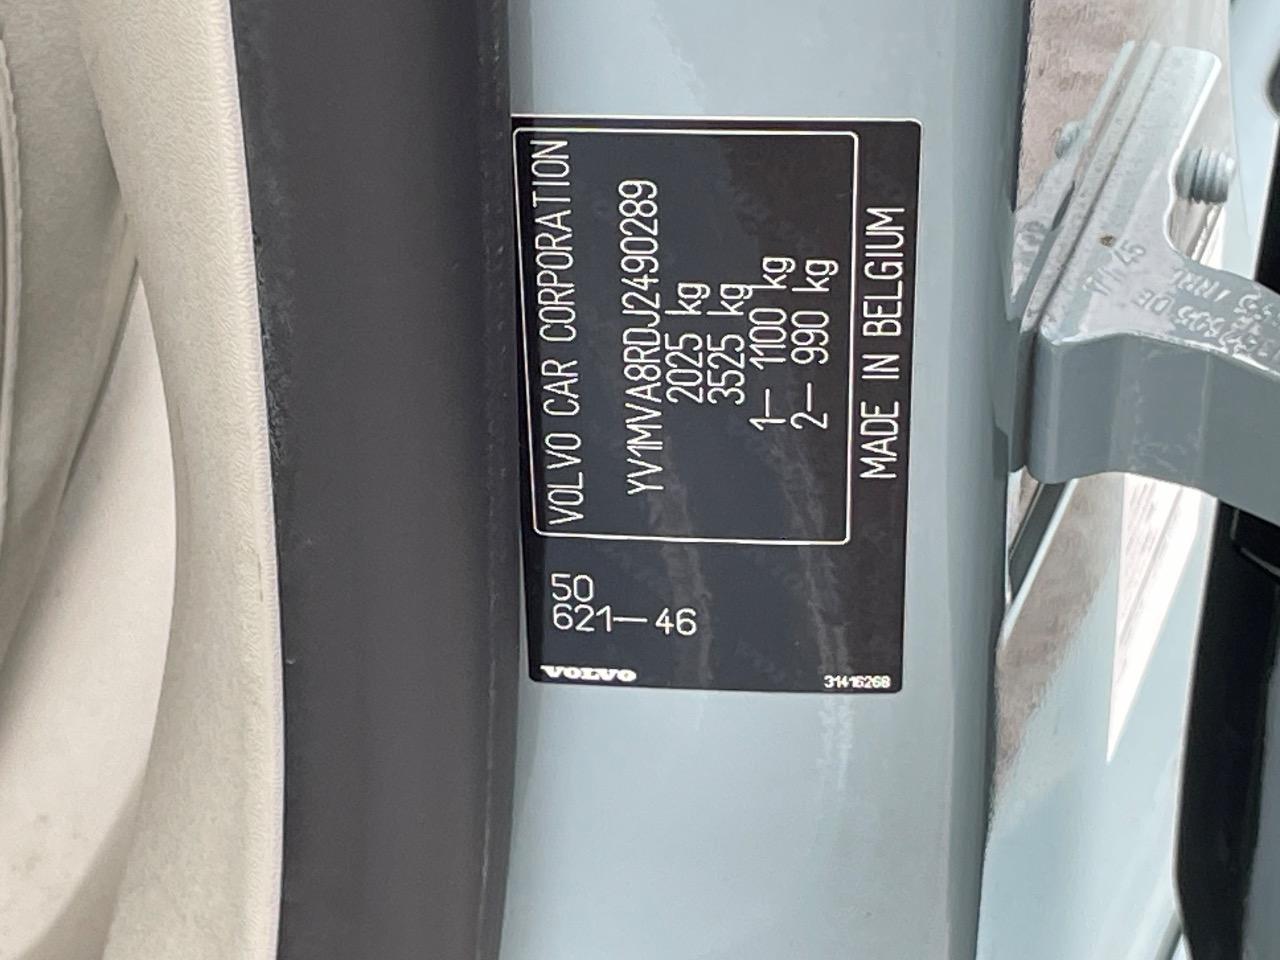 VOLVO CAR CORPORATION
YV1MVA8RDJ2490289
2025 kg
3525 kg
1– 1100 kg
2– 990 kg
MADE IN BELGIUM
50
621–46
VOLVO
31416268